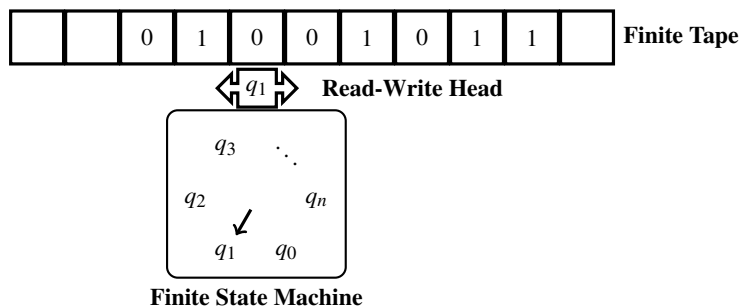 0 1 0 0 1 0 1 1 Finite Tape
q1 Read-Write Head
q3 ⋱
q2 qn
q1 q0
Finite State Machine